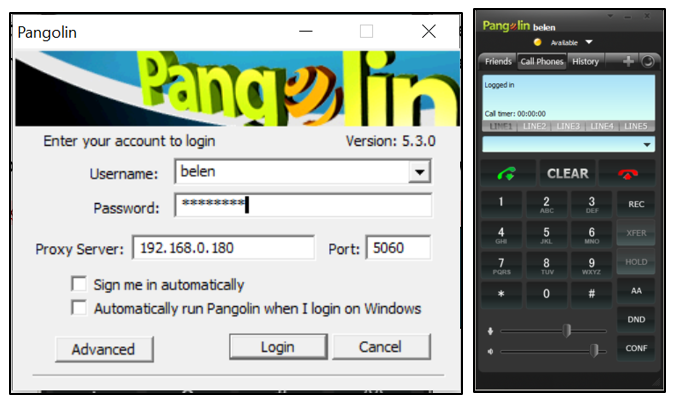 Pangolin
Pangolin
Enter your account to login Version: 5.3.0
Username: belen
Password: ********
Proxy Server: 192.168.0.180 Port: 5060
Sign me in automatically
Automatically run Pangolin when I login on Windows
Advanced Login Cancel
Pangolin belen
Available
Friends Call Phones History
Logged in
Call timer: 00:00:00
LINE1 LINE2 LINE3 LINE4 LINE5
CLEAR
1 2 ABC 3 DEF REC
4 GHI 5 JKL 6 MNO XFER
7 PQRS 8 TUV 9 WXYZ HOLD
* 0 # AA
DND
CONF